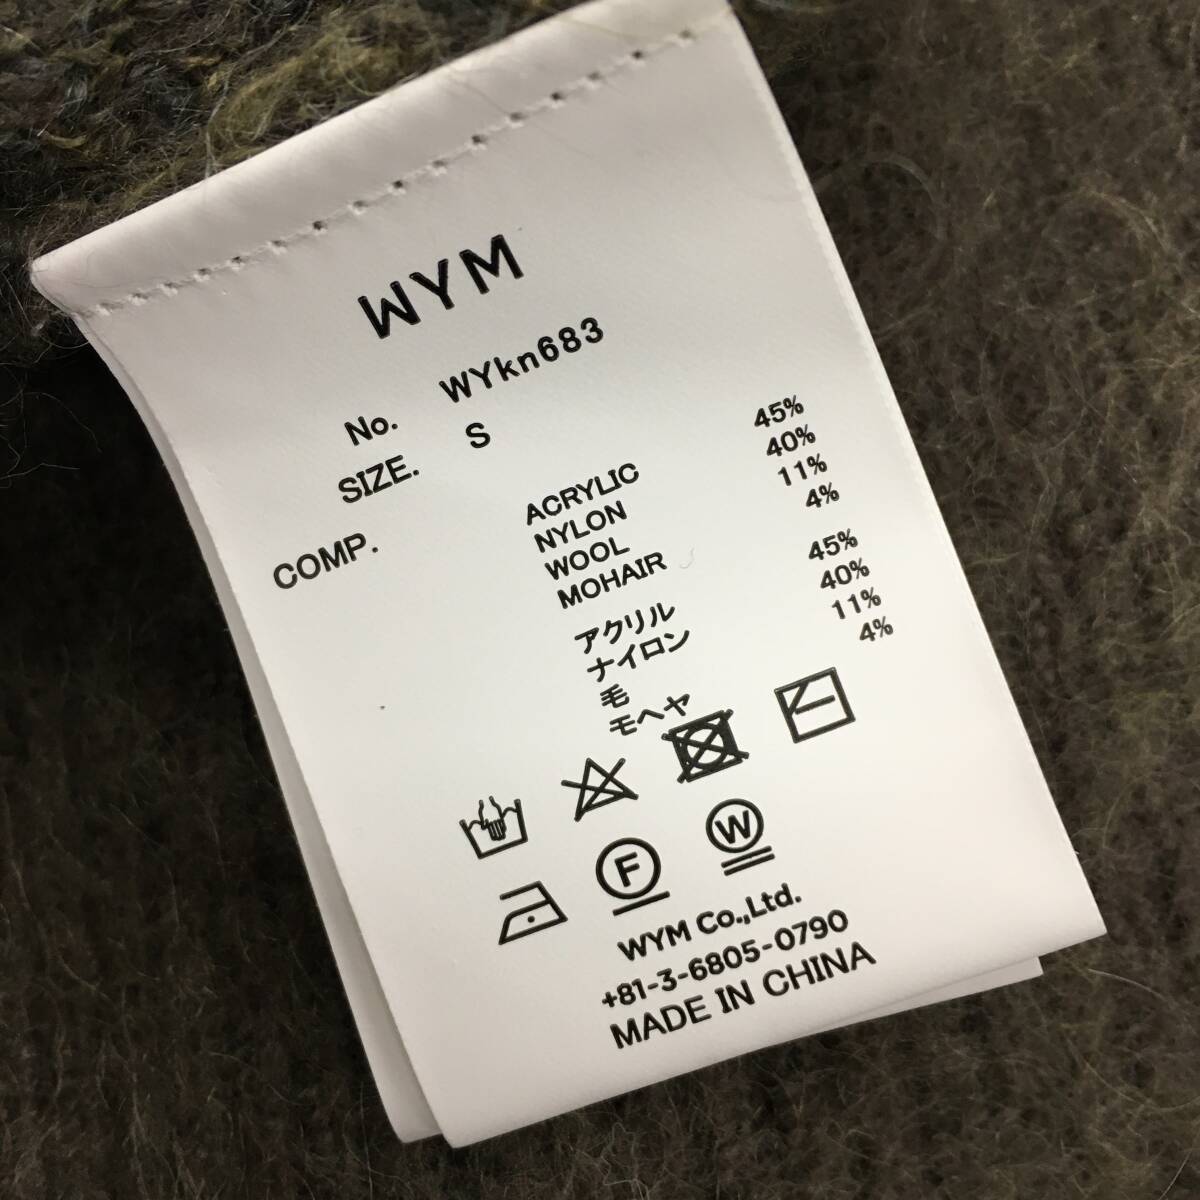 WYM
No. WYkn683
SIZE. S
COMP.
ACRYLIC 45%
NYLON 40%
WOOL 11%
MOHAIR 4%
アクリル 45%
ナイロン 40%
毛 11%
モヘヤ 4%
F W
WYM Co.,Ltd.
+81-3-6805-0790
MADE IN CHINA